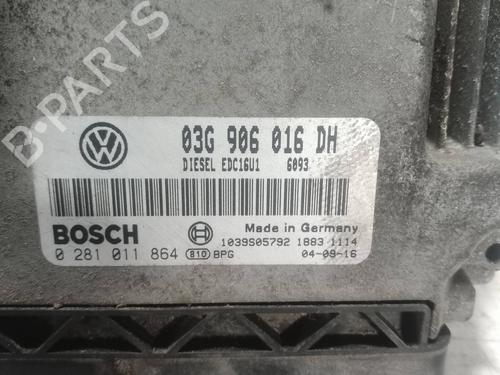 03G 906 016 DH
DIESEL EDC16U1 6093
BOSCH
Made in Germany
1039S05792 1883 1114
0 281 011 864 810 BPG 04-09-16
B-PARTS